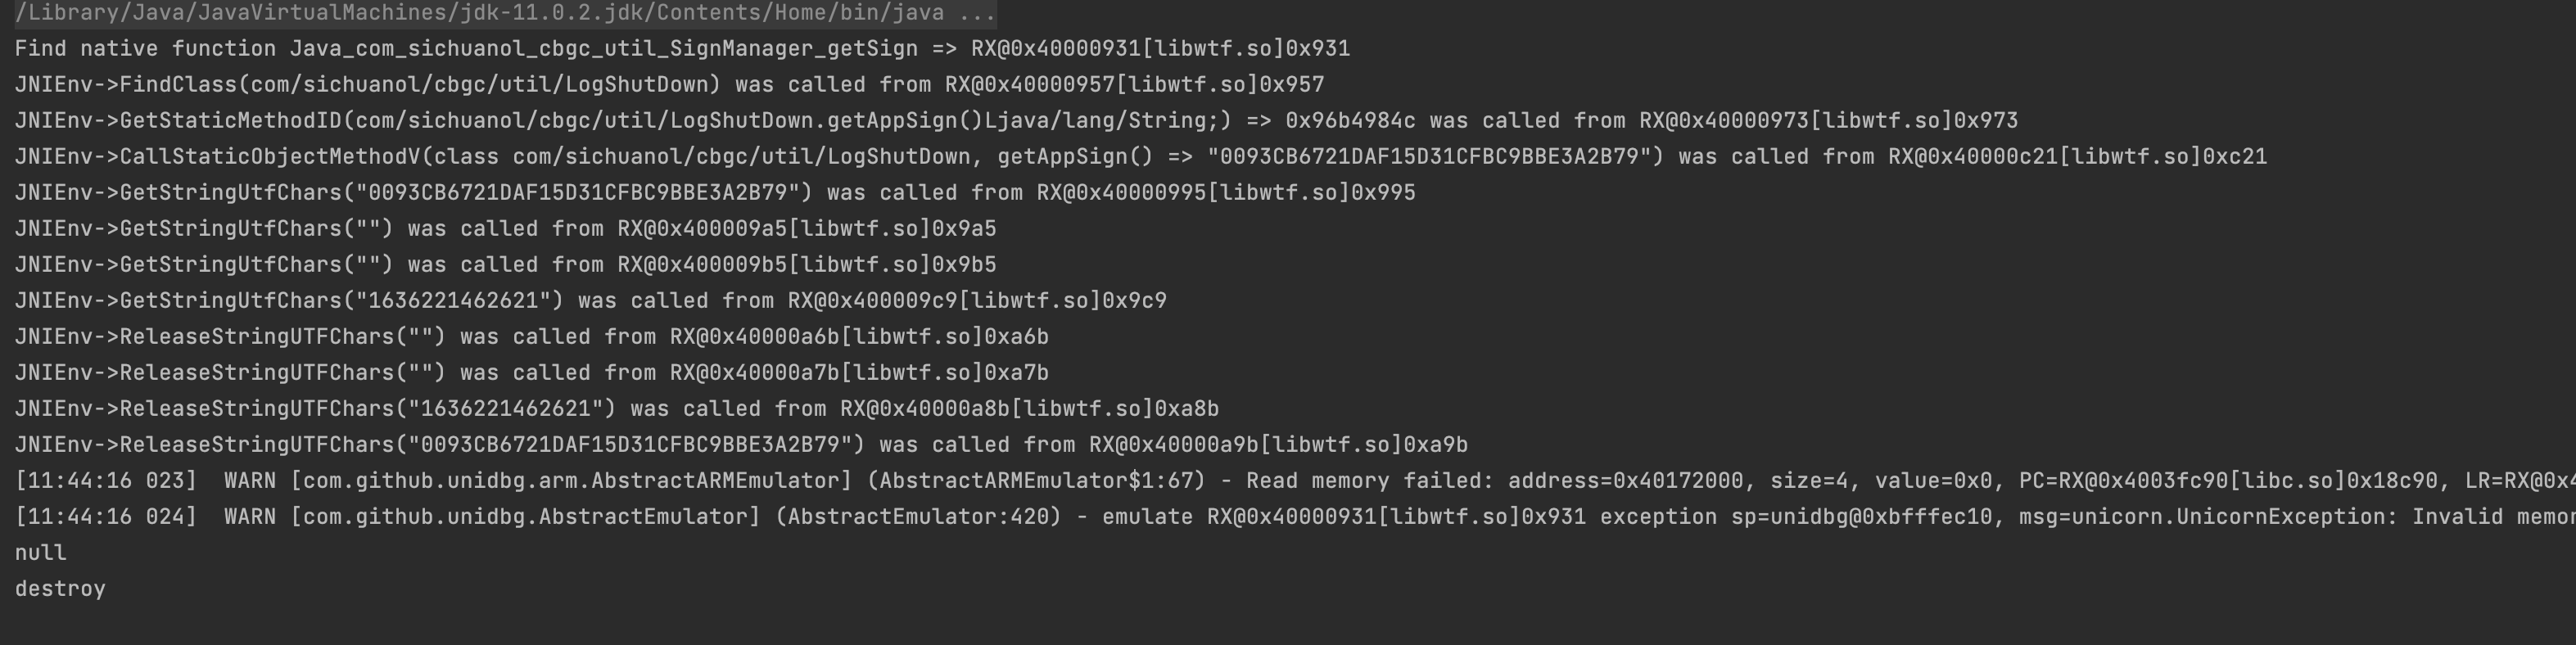 /Library/Java/JavaVirtualMachines/jdk-11.0.2.jdk/Contents/Home/bin/java ...
Find native function Java_com_sichuanol_cbgc_util_SignManager_getSign => RX@0x40000931[libwtf.so]0x931
JNIEnv->FindClass(com/sichuanol/cbgc/util/LogShutDown) was called from RX@0x40000957[libwtf.so]0x957
JNIEnv->GetStaticMethodID(com/sichuanol/cbgc/util/LogShutDown.getAppSign()Ljava/lang/String;) => 0x96b4984c was called from RX@0x40000973[libwtf.so]0x973
JNIEnv->CallStaticObjectMethodV(class com/sichuanol/cbgc/util/LogShutDown, getAppSign() => "0093CB6721DAF15D31CFBC9BBE3A2B79") was called from RX@0x40000c21[libwtf.so]0xc21
JNIEnv->GetStringUtfChars("0093CB6721DAF15D31CFBC9BBE3A2B79") was called from RX@0x40000995[libwtf.so]0x995
JNIEnv->GetStringUtfChars("") was called from RX@0x400009a5[libwtf.so]0x9a5
JNIEnv->GetStringUtfChars("") was called from RX@0x400009b5[libwtf.so]0x9b5
JNIEnv->GetStringUtfChars("1636221462621") was called from RX@0x400009c9[libwtf.so]0x9c9
JNIEnv->ReleaseStringUTFChars("") was called from RX@0x40000a6b[libwtf.so]0xa6b
JNIEnv->ReleaseStringUTFChars("") was called from RX@0x40000a7b[libwtf.so]0xa7b
JNIEnv->ReleaseStringUTFChars("1636221462621") was called from RX@0x40000a8b[libwtf.so]0xa8b
JNIEnv->ReleaseStringUTFChars("0093CB6721DAF15D31CFBC9BBE3A2B79") was called from RX@0x40000a9b[libwtf.so]0xa9b
[11:44:16 023]  WARN [com.github.unidbg.arm.AbstractARMEmulator] (AbstractARMEmulator$1:67) - Read memory failed: address=0x40172000, size=4, value=0x0, PC=RX@0x4003fc90[libc.so]0x18c90, LR=RX@0x4
[11:44:16 024]  WARN [com.github.unidbg.AbstractEmulator] (AbstractEmulator:420) - emulate RX@0x40000931[libwtf.so]0x931 exception sp=unidbg@0xbfffec10, msg=unicorn.UnicornException: Invalid memor
null
destroy